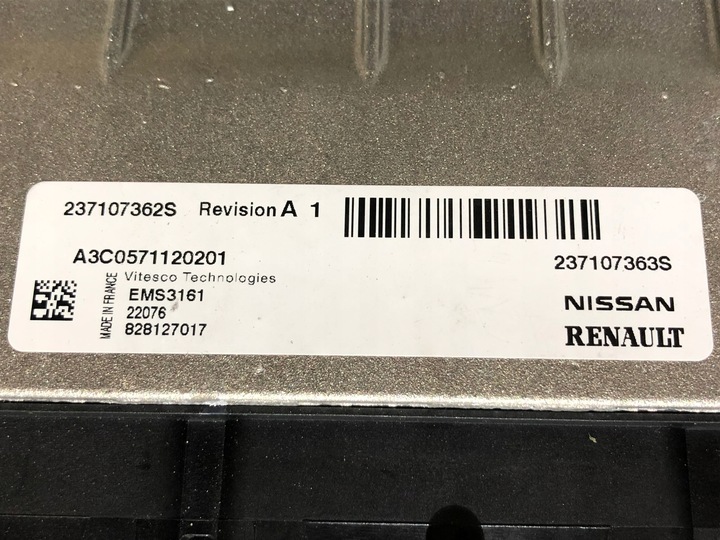 237107362S Revision A 1
A3C0571120201
237107363S
Vitesco Technologies
MADE IN FRANCE
EMS3161
22076
828127017
NISSAN
RENAULT